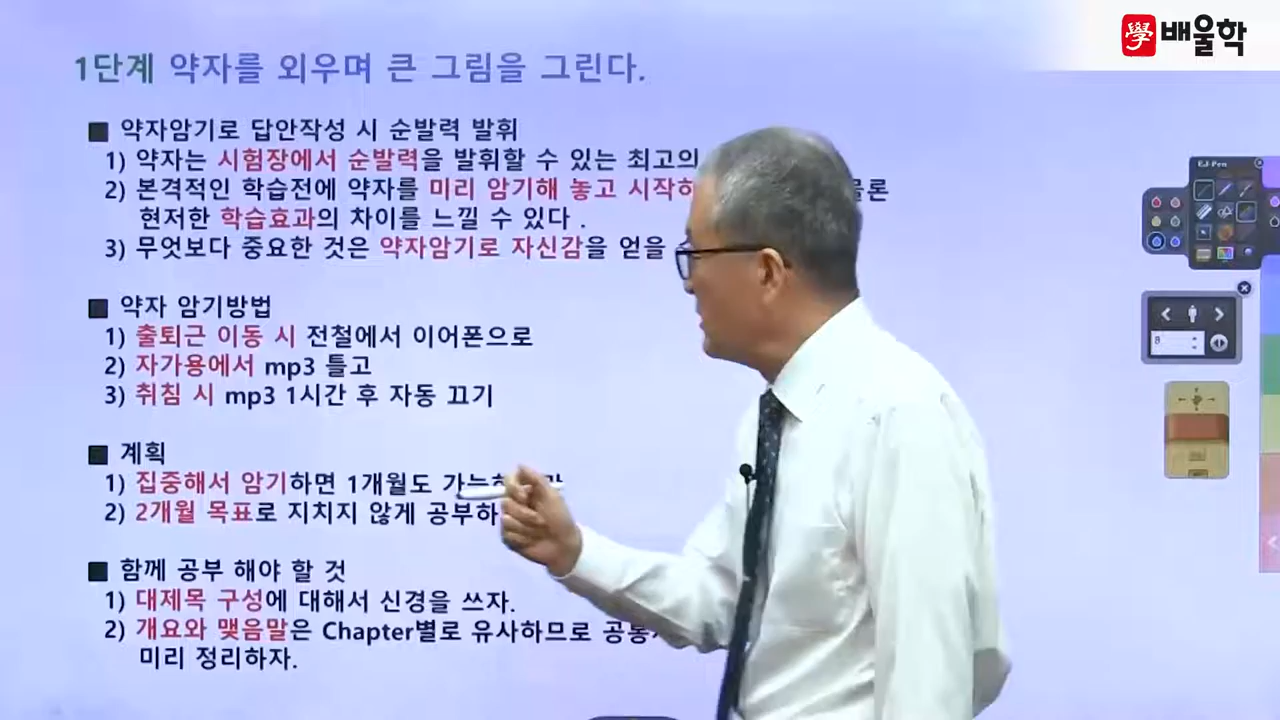 學 배울학
1단계 약자를 외우며 큰 그림을 그린다.
■ 약자암기로 답안작성 시 순발력 발휘
1) 약자는 시험장에서 순발력을 발휘할 수 있는 최고의
2) 본격적인 학습전에 약자를 미리 암기해 놓고 시작하
현저한 학습효과의 차이를 느낄 수 있다 .
3) 무엇보다 중요한 것은 약자암기로 자신감을 얻을
■ 약자 암기방법
1) 출퇴근 이동 시 전철에서 이어폰으로
2) 자가용에서 mp3 틀고
3) 취침 시 mp3 1시간 후 자동 끄기
■ 계획
1) 집중해서 암기하면 1개월도
2) 2개월 목표로 지치지 않게 공부하
■ 함께 공부 해야 할 것
1) 대제목 구성에 대해서 신경을 쓰자.
2) 개요와 맺음말은 Chapter별로 유사하므로
미리 정리하자.
EJ-Pen
8